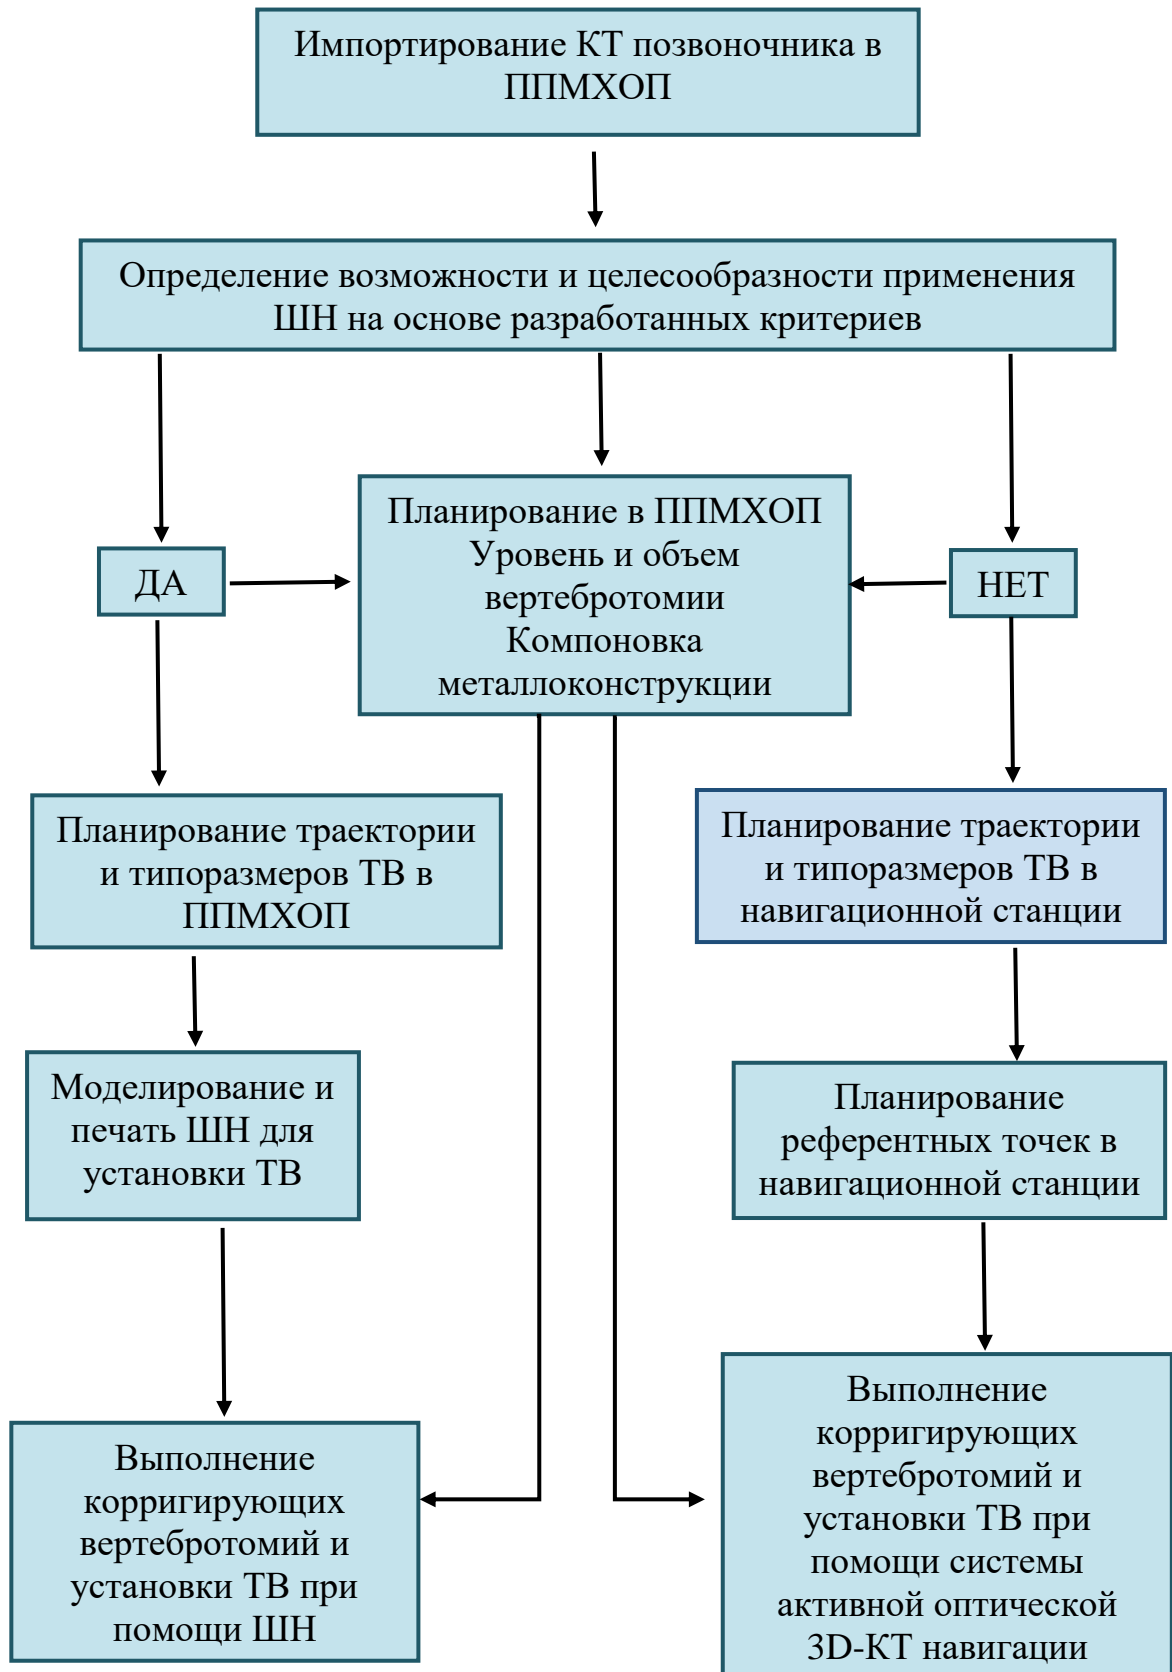 Импортирование КТ позвоночника в
ППМХОП
Определение возможности и целесообразности применения
ШН на основе разработанных критериев
ДА
Планирование в ППМХОП
Уровень и объем
вертебротомии
Компоновка
металлоконструкции
НЕТ
Планирование траектории
и типоразмеров ТВ в
ППМХОП
Планирование траектории
и типоразмеров ТВ в
навигационной станции
Моделирование и
печать ШН для
установки ТВ
Планирование
референтных точек в
навигационной станции
Выполнение
корригирующих
вертебротомий и
установки ТВ при
помощи ШН
Выполнение
корригирующих
вертебротомий и
установки ТВ при
помощи системы
активной оптической
3D-КТ навигации